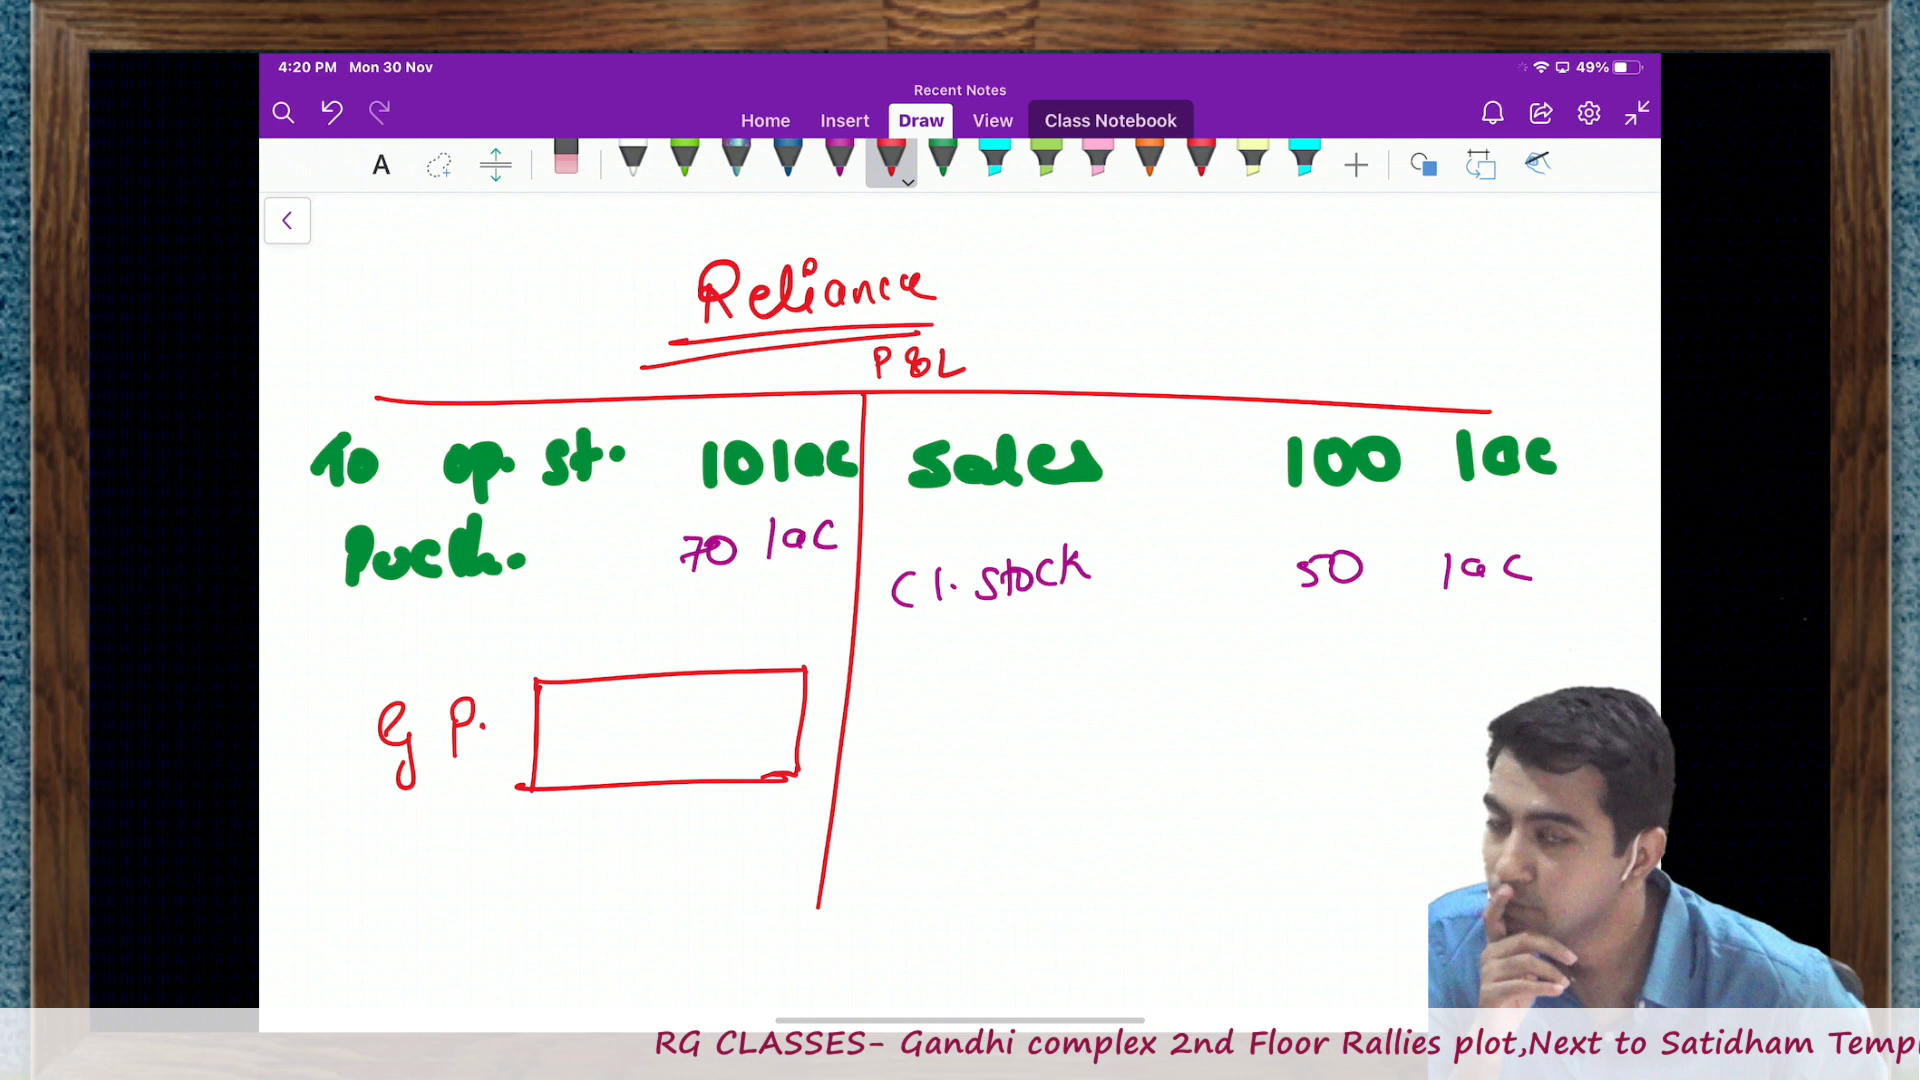 4:20 PM Mon 30 Nov
49%
Recent Notes
Home Insert Draw View Class Notebook
A
Reliance
P & L
To op. st. 10 lac Sales 100 lac
Purch. 70 lac Cl. stock 50 lac
G P.
RG CLASSES- Gandhi complex 2nd Floor Rallies plot,Next to Satidham Templ